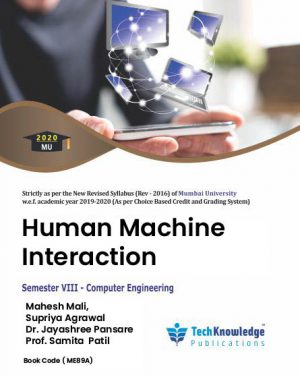 2020
MU
Strictly as per the New Revised Syllabus (Rev - 2016) of Mumbai University
w.e.f. academic year 2019-2020 (As per Choice Based Credit and Grading System)
Human Machine
Interaction
Semester VIII - Computer Engineering
Mahesh Mali,
Supriya Agrawal
Dr. Jayashree Pansare
Prof. Samita Patil
TechKnowledge
Publications
Book Code ( ME89A)